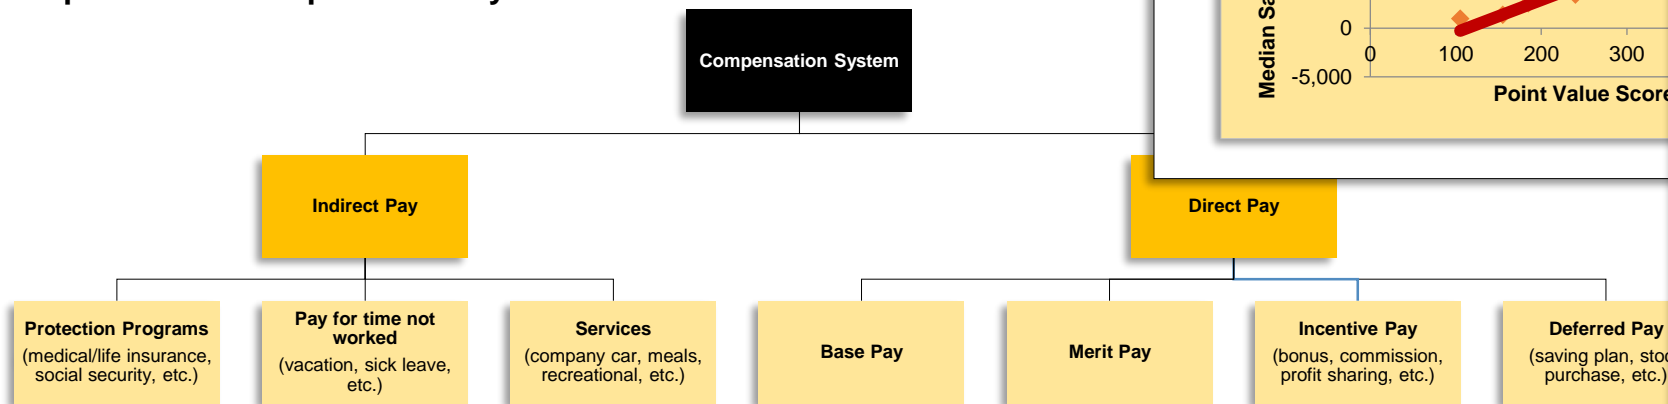 Compensation System
0
0
100
200
300
-5,000
Point Value Score
Indirect Pay
Direct Pay
Protection Programs
(medical/life insurance,
social security, etc.)
Pay for time not
worked
(vacation, sick leave,
etc.)
Services
(company car, meals,
recreational, etc.)
Base Pay
Merit Pay
Incentive Pay
(bonus, commission,
profit sharing, etc.)
Deferred Pay
(saving plan,
purchase, etc.)
Median